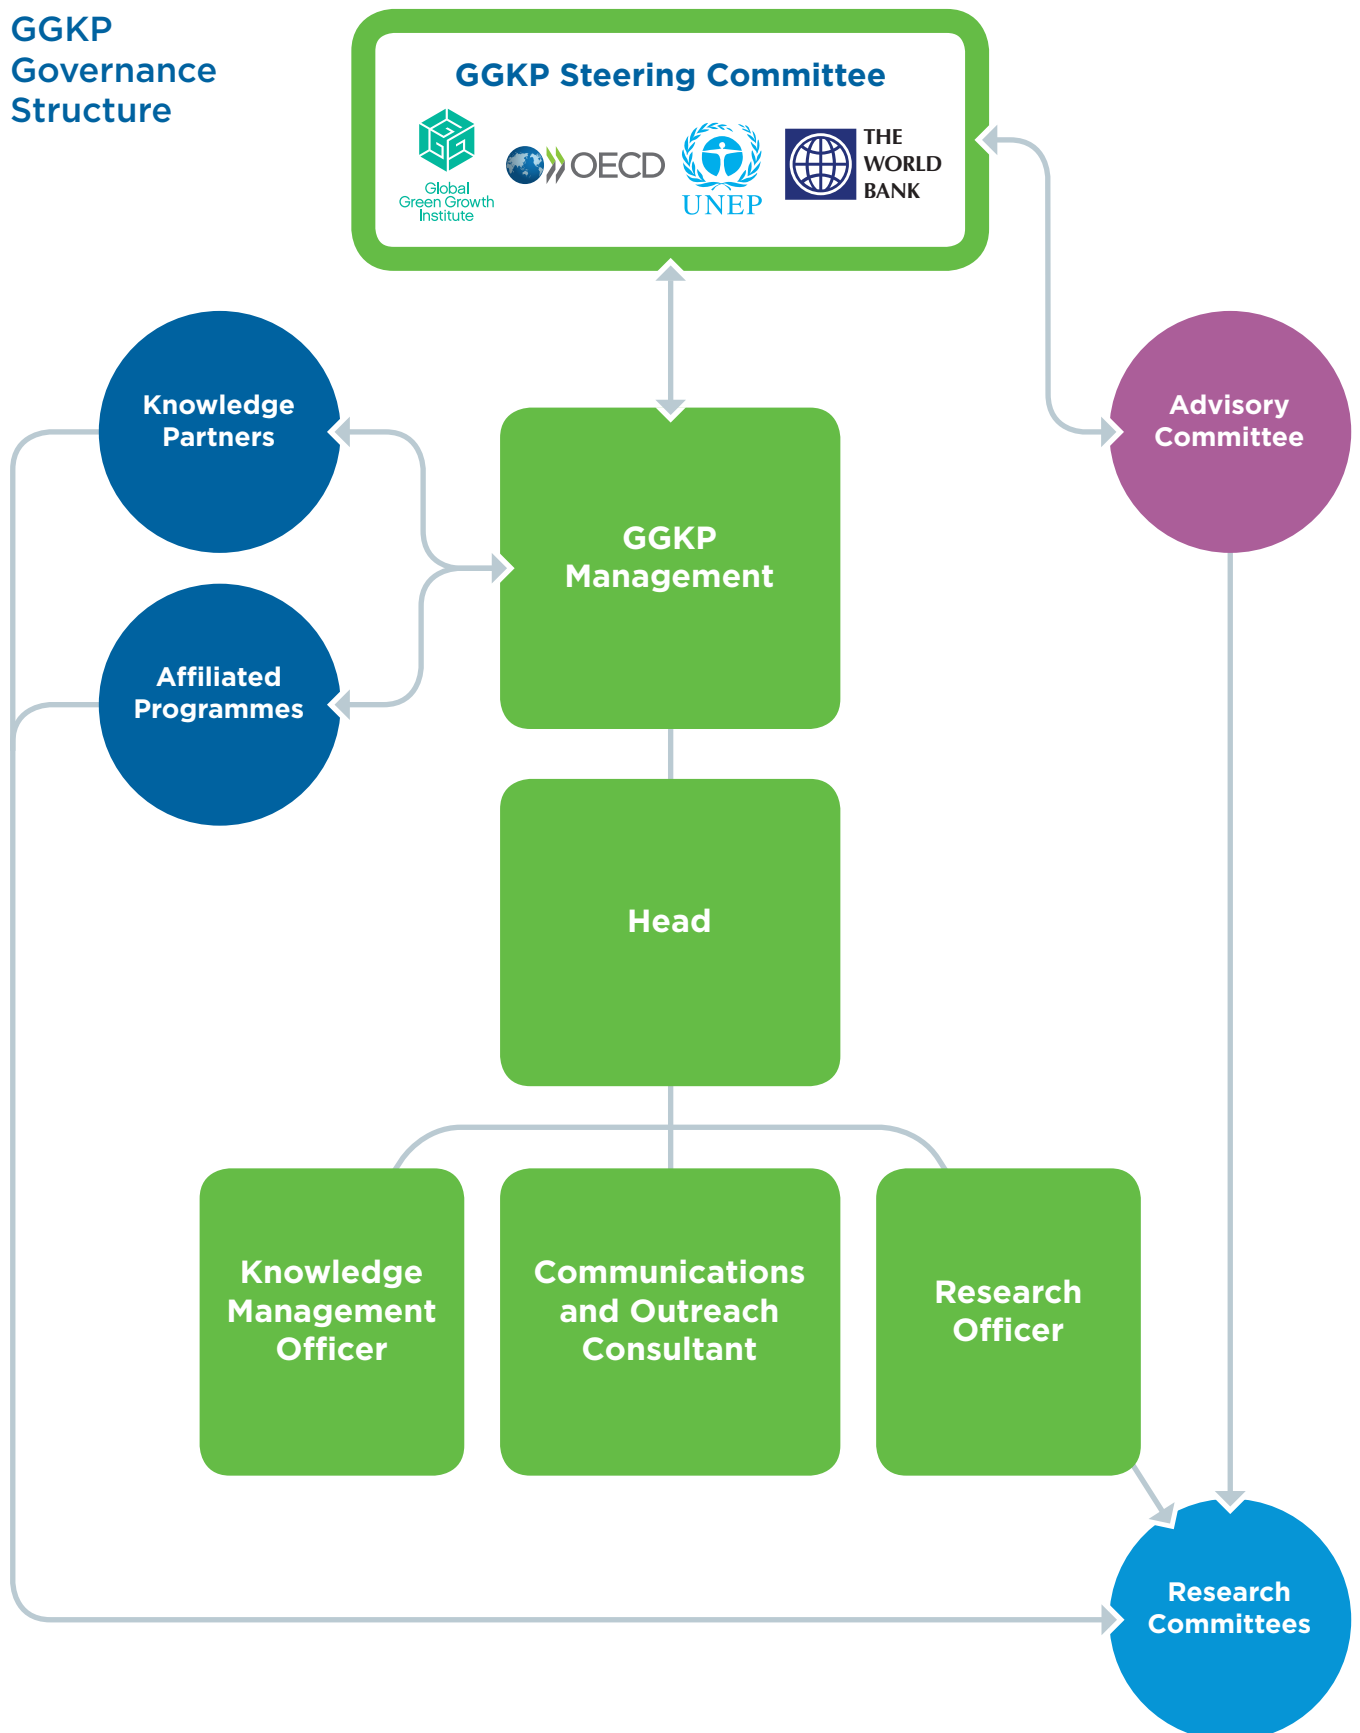 GGKP
Governance
Structure
GGKP Steering Committee
Global
Green Growth
Institute
OECD
UNEP
THE
WORLD
BANK
Knowledge
Partners
Advisory
Committee
GGKP
Management
Affiliated
Programmes
Head
Knowledge
Management
Officer
Communications
and Outreach
Consultant
Research
Officer
Research
Committees